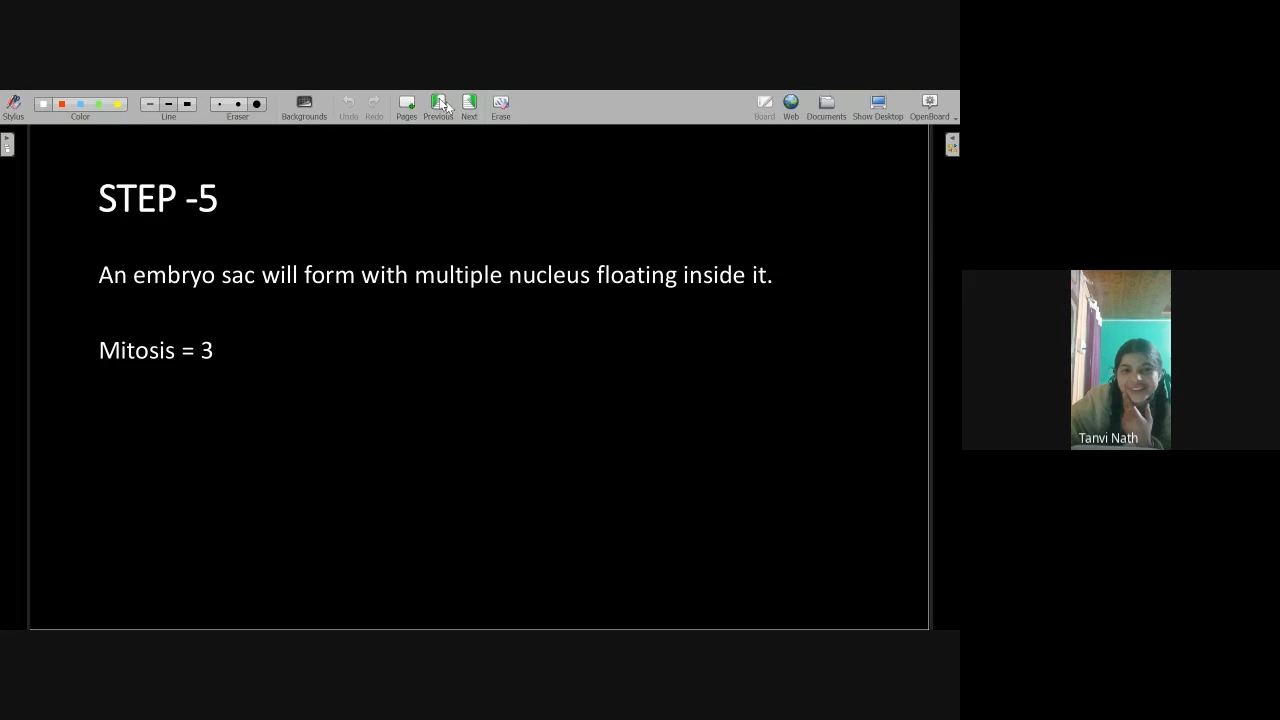 Stylus
Color
Line
Eraser
Backgrounds
Undo
Redo
Pages
Previous
Next
Erase
Board
Web
Documents
Show Desktop
OpenBoard
STEP -5
An embryo sac will form with multiple nucleus floating inside it.
Mitosis = 3
Tanvi Nath